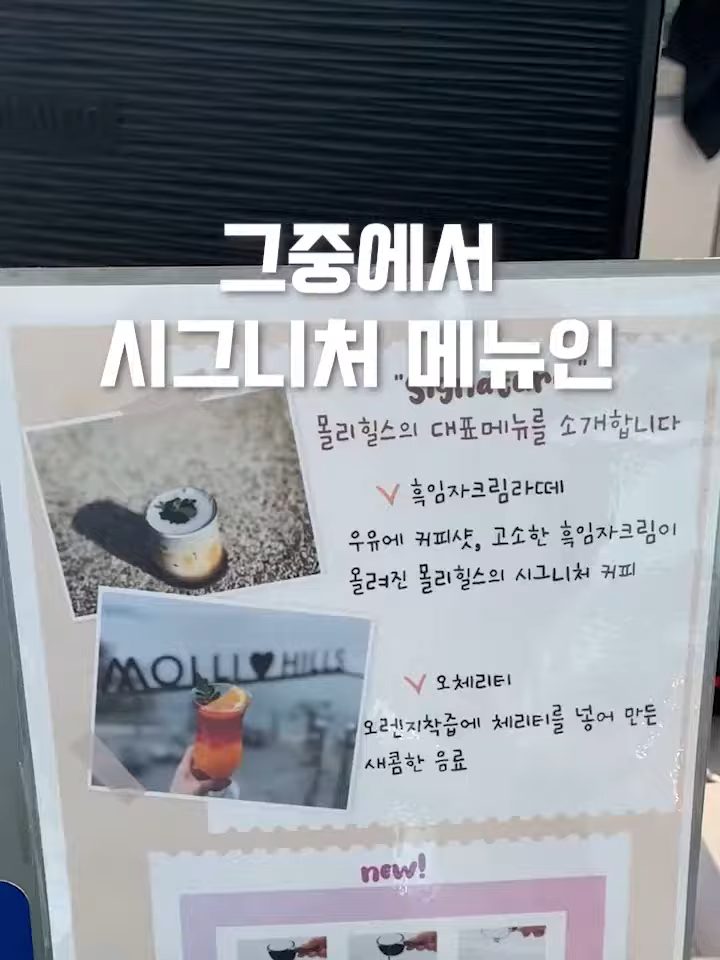 그중에서
시그니처 메뉴인
몰리힐스의 대표메뉴를 소개합니다
흑임자크림라떼
우유에 커피샷, 고소한 흑임자크림이
올려진 몰리힐스의 시그니처 커피
MOLLI HILLS
오체리티
오렌지착즙에 체리티를 넣어 만든
새콤한 음료
new!